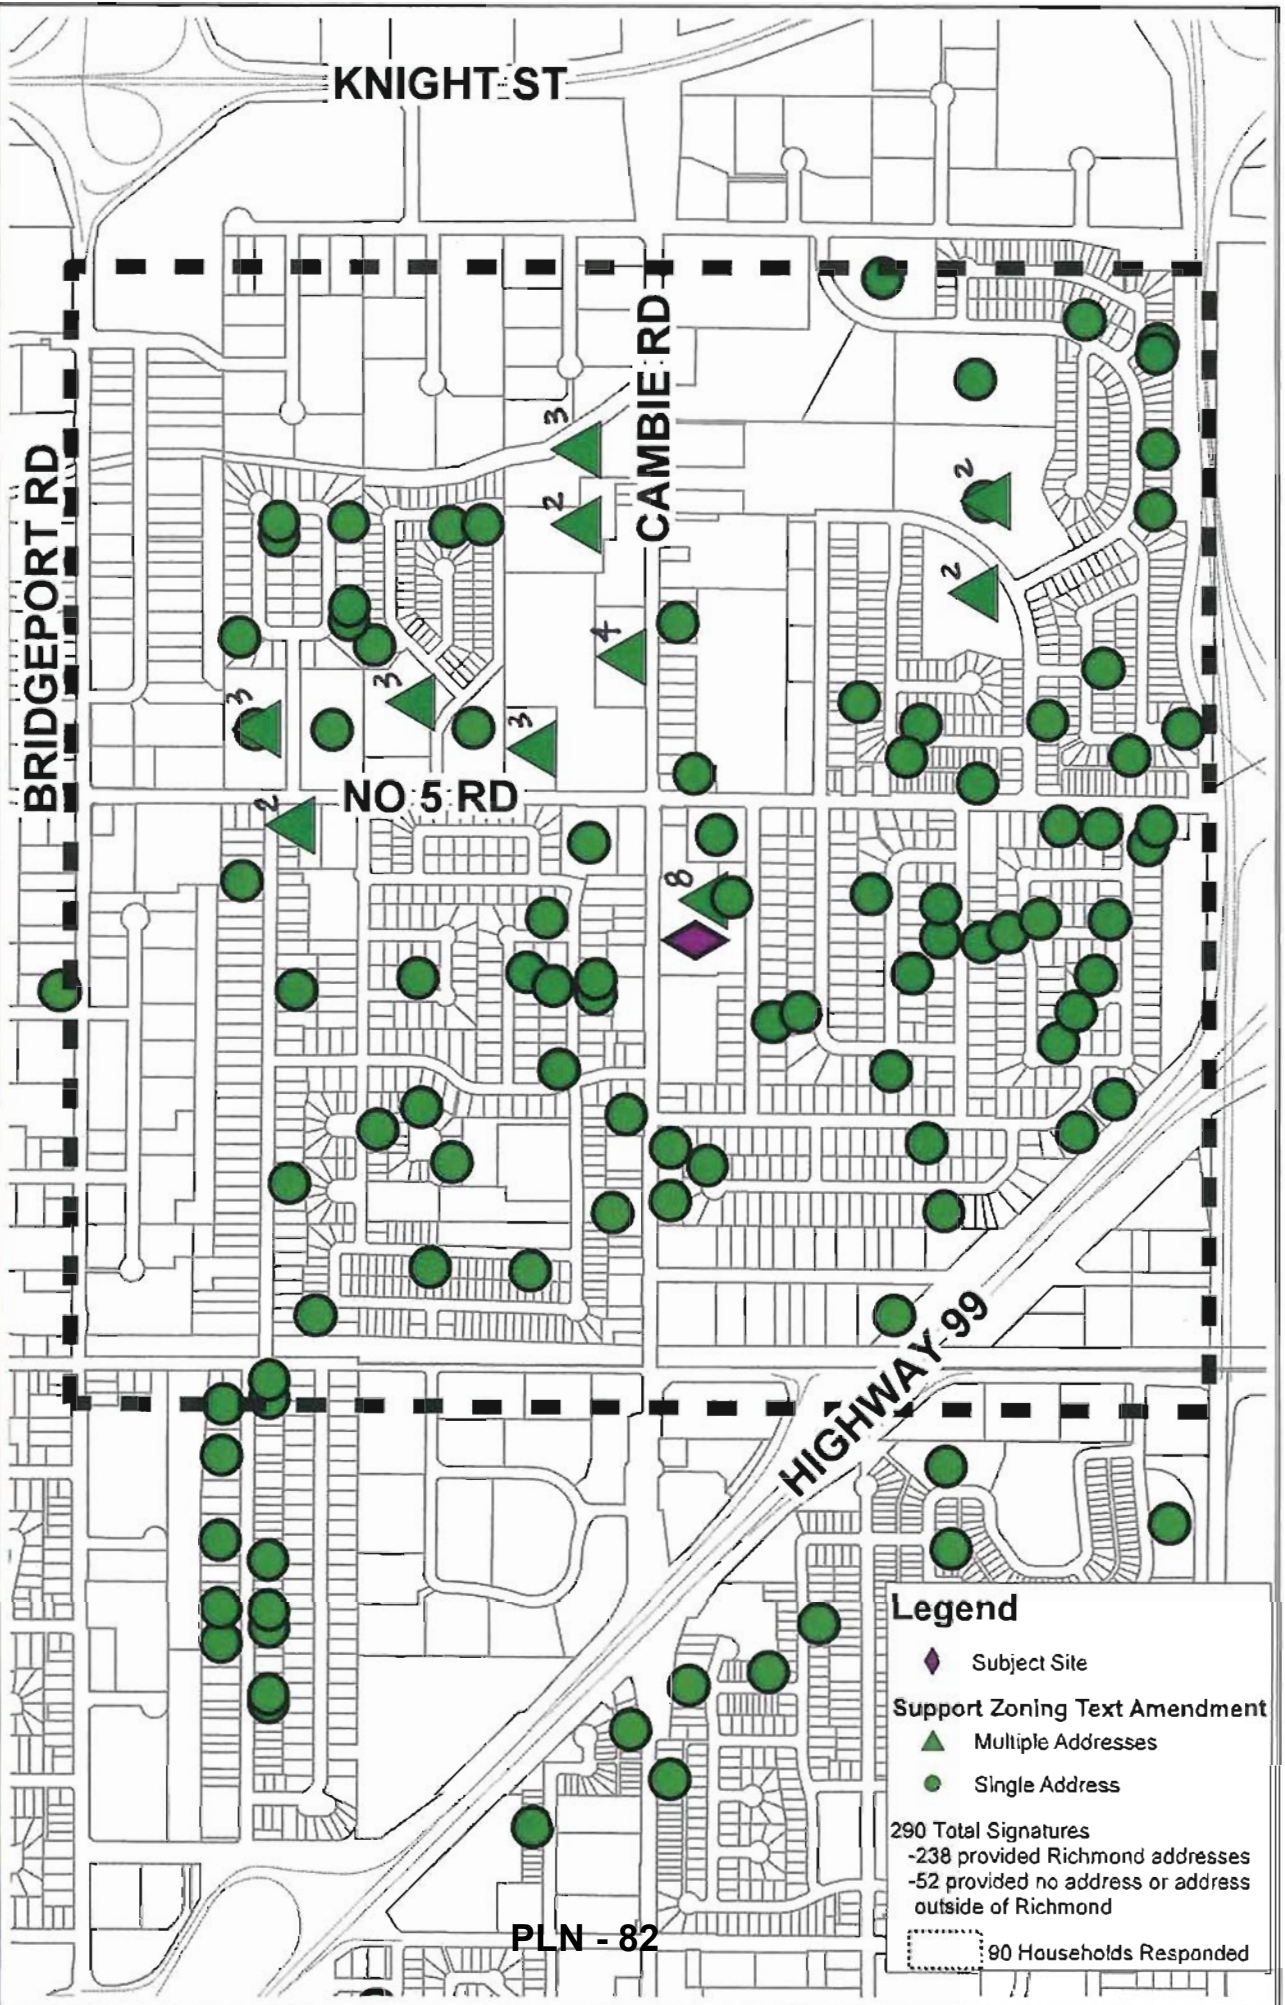 KNIGHT ST
CAMBIE RD
3
BRIDGEPORT RD
2
2
2
4
3
3
3
NO 5 RD
2
8
HIGHWAY 99
Legend
Subject Site
Support Zoning Text Amendment
Multiple Addresses
Single Address
290 Total Signatures
-238 provided Richmond addresses
-52 provided no address or address
outside of Richmond
90 Households Responded
PLN - 82